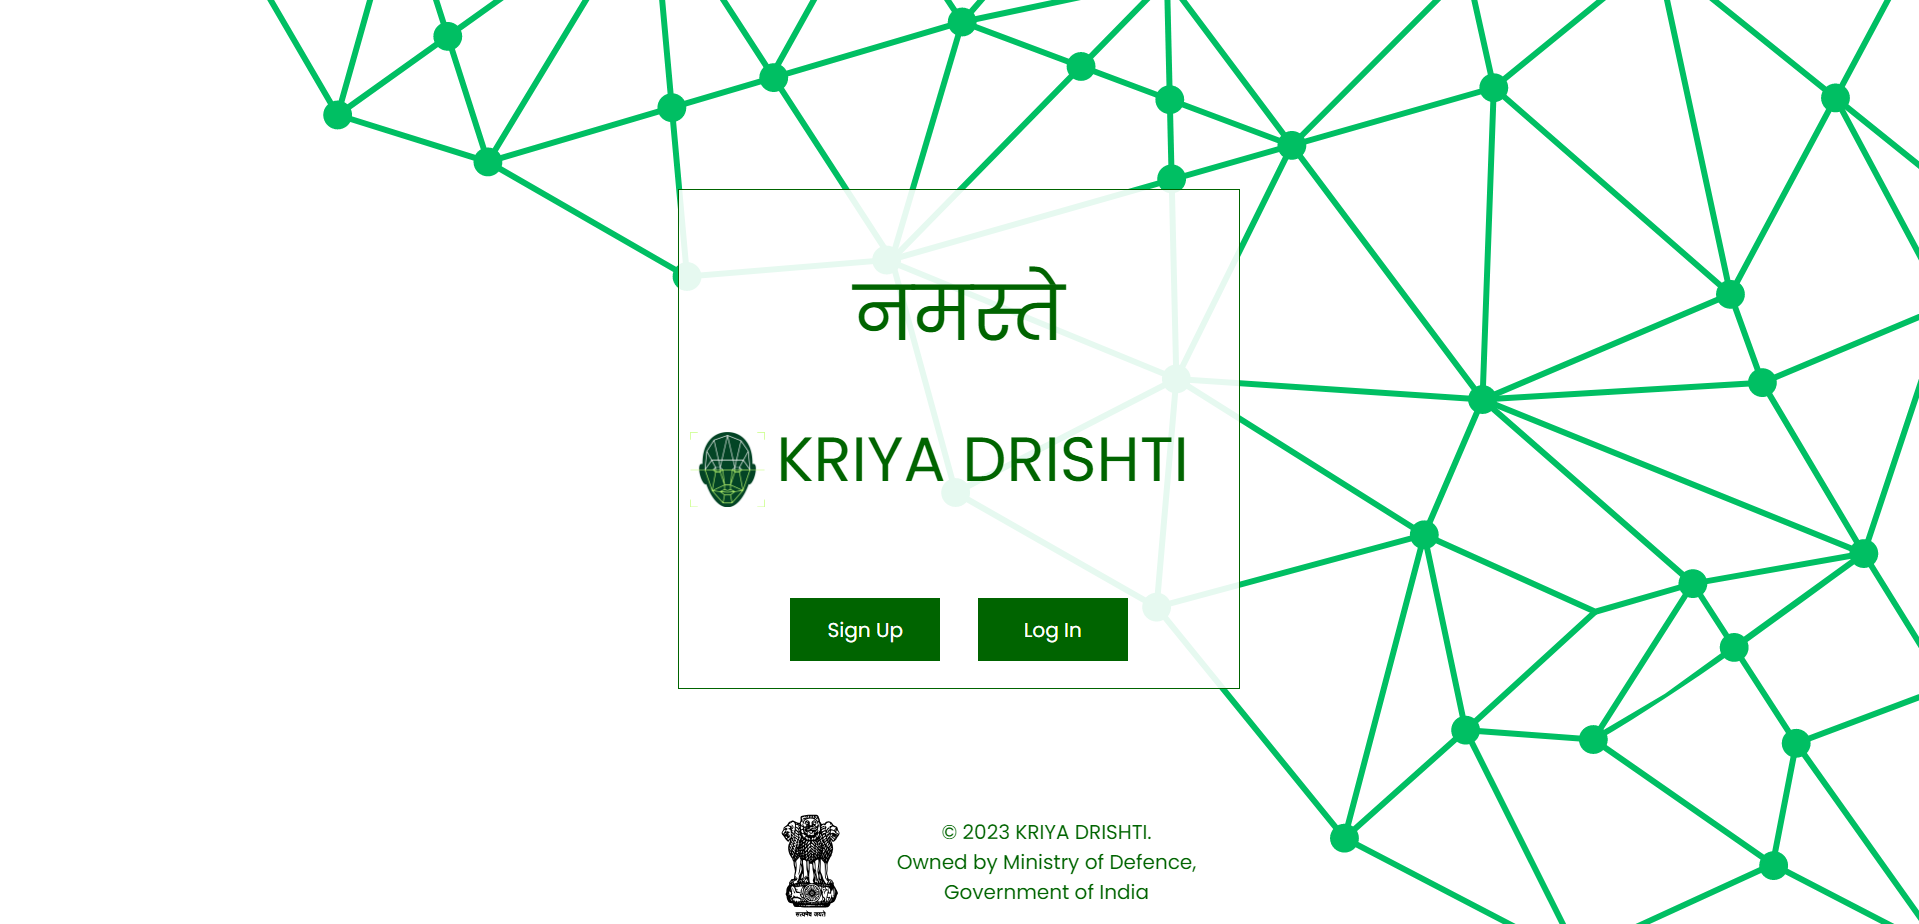 नमस्ते
KRIYA DRISHTI
Sign Up
Log In
© 2023 KRIYA DRISHTI.
Owned by Ministry of Defence,
Government of India
सत्यमेव जयते